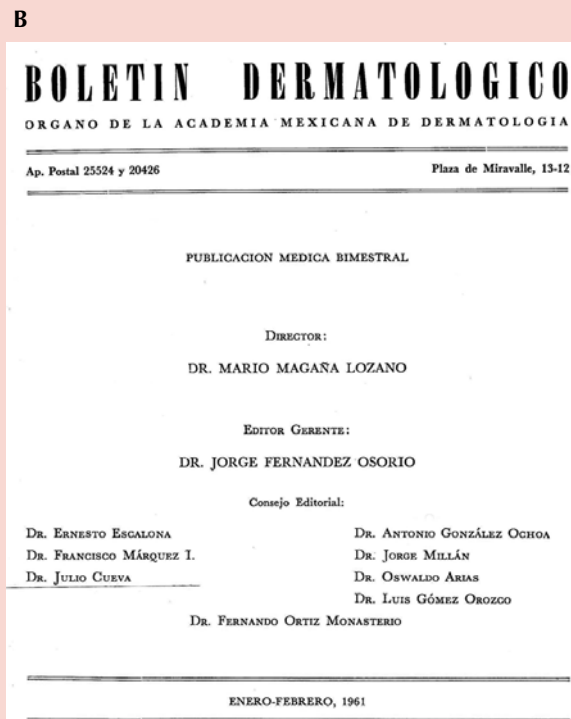 B
BOLETIN DERMATOLOGICO
ORGANO DE LA ACADEMIA MEXICANA DE DERMATOLOGIA
Ap. Postal 25524 y 20426 Plaza de Miravalle, 13-12
PUBLICACION MEDICA BIMESTRAL
DIRECTOR:
DR. MARIO MAGAÑA LOZANO
EDITOR GERENTE:
DR. JORGE FERNANDEZ OSORIO
Consejo Editorial:
DR. ERNESTO ESCALONA DR. ANTONIO GONZÁLEZ OCHOA
DR. FRANCISCO MÁRQUEZ I. DR. JORGE MILLÁN
DR. JULIO CUEVA DR. OSWALDO ARIAS
DR. LUIS GÓMEZ OROZCO
DR. FERNANDO ORTIZ MONASTERIO
ENERO-FEBRERO, 1961